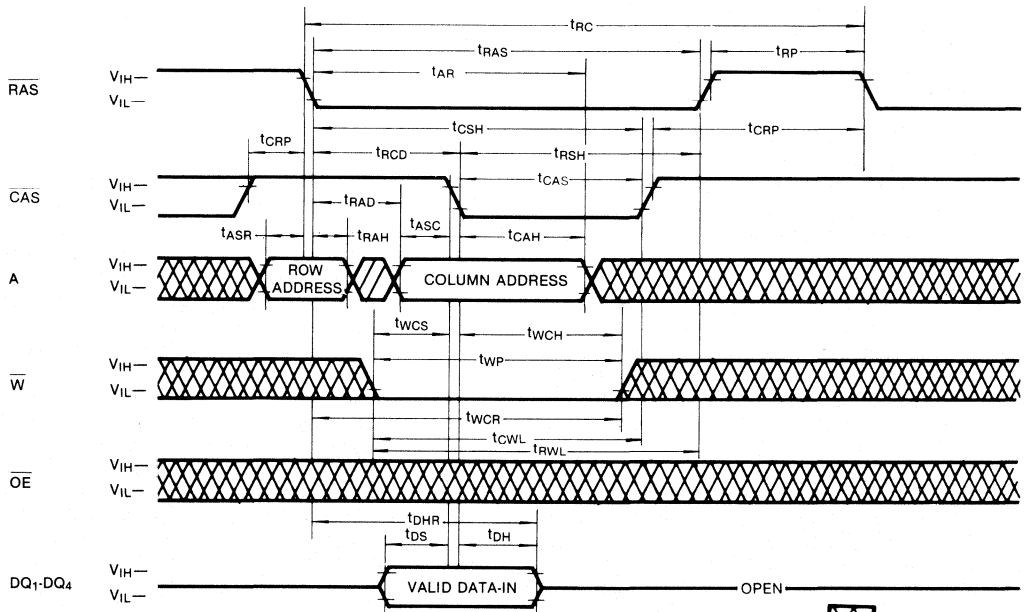 tRC
tRAS
tRP
tAR
RAS
VIH—
VIL—
tCSH
tCRP
tCRP
tRCD
tRSH
CAS
VIH—
VIL—
tCAS
tRAD
tASR
tRAH
tASC
tCAH
A
VIH—
VIL—
ROW
ADDRESS
COLUMN ADDRESS
tWCS
tWCH
tWP
W
VIH—
VIL—
tWCR
tCWL
tRWL
OE
VIH—
VIL—
tDHR
tDS
tDH
DQ1-DQ4
VIH—
VIL—
VALID DATA-IN
OPEN